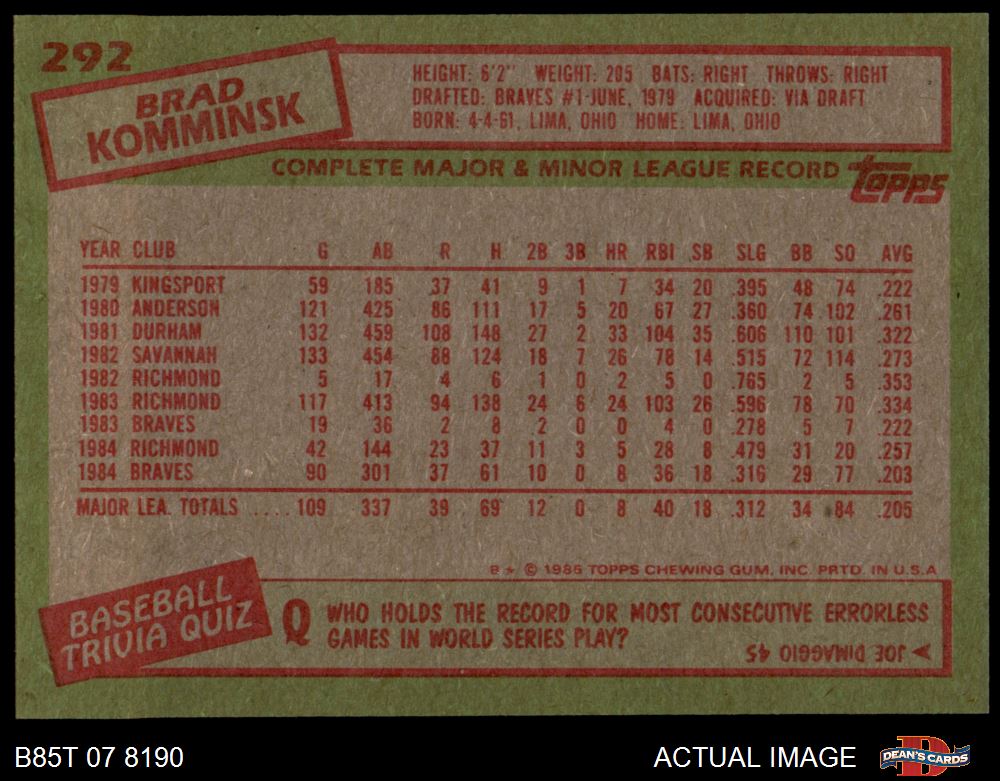 292
BRAD
KOMMINSK
HEIGHT: 6'2" WEIGHT: 205 BATS: RIGHT THROWS: RIGHT
DRAFTED: BRAVES #1-JUNE, 1979 ACQUIRED: VIA DRAFT
BORN: 4-4-61, LIMA, OHIO HOME: LIMA, OHIO
COMPLETE MAJOR & MINOR LEAGUE RECORD
TOPPS
YEAR CLUB G AB R H 2B 3B HR RBI SB SLG BB SO AVG
1979 KINGSPORT 59 185 37 41 9 1 7 34 20 .395 48 74 .222
1980 ANDERSON 121 425 86 111 17 5 20 67 27 .360 74 102 .261
1981 DURHAM 132 459 108 148 27 2 33 104 35 .606 110 101 .322
1982 SAVANNAH 133 454 88 124 18 7 26 78 14 .515 72 114 .273
1982 RICHMOND 5 17 4 6 1 0 2 5 0 .765 2 5 .353
1983 RICHMOND 117 413 94 138 24 6 24 103 26 .596 78 70 .334
1983 BRAVES 19 36 2 8 2 0 0 4 0 .278 5 7 .222
1984 RICHMOND 42 144 23 37 11 3 5 28 8 .479 31 20 .257
1984 BRAVES 90 301 37 61 10 0 8 36 18 .316 29 77 .203
MAJOR LEA. TOTALS .... 109 337 39 69 12 0 8 40 18 .312 34 84 .205
B★ © 1985 TOPPS CHEWING GUM, INC. PRTD. IN U.S.A
BASEBALL
TRIVIA QUIZ
Q WHO HOLDS THE RECORD FOR MOST CONSECUTIVE ERRORLESS
GAMES IN WORLD SERIES PLAY?
JOE DiMAGGIO 45
B85T 07 8190
ACTUAL IMAGE
DEAN'S CARDS